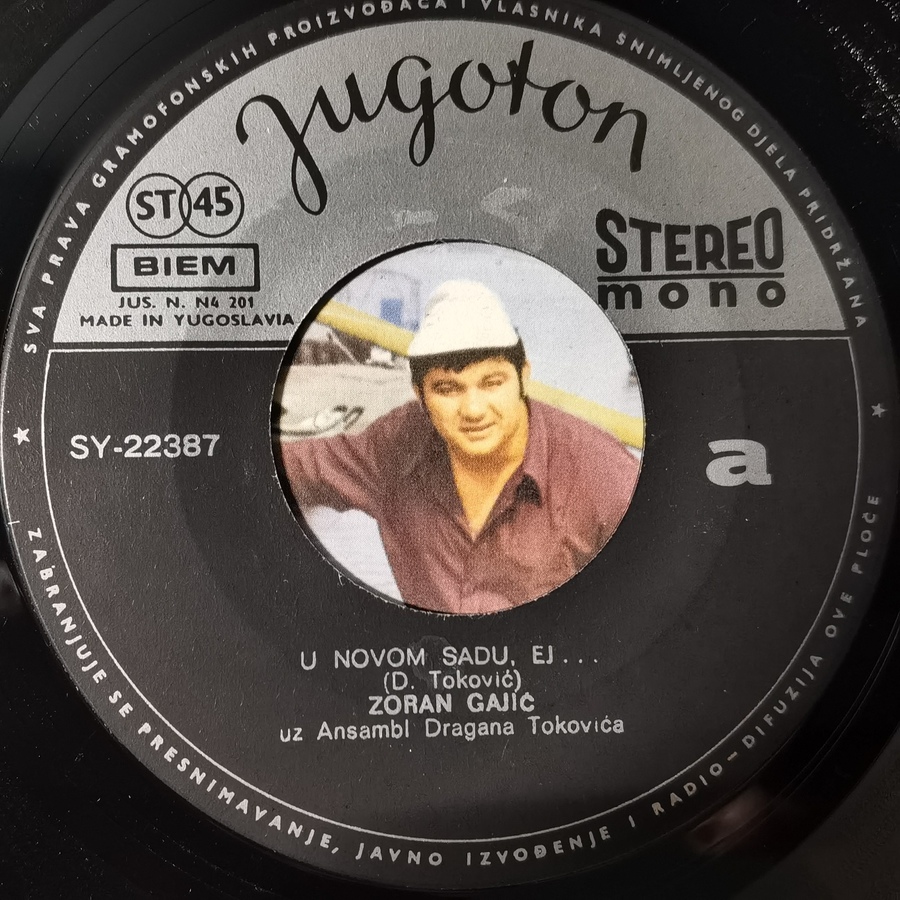 SVA PRAVA GRAMOFONSKIH PROIZVOĐAČA I VLASNIKA SNIMLJENOG DJELA PRIDRŽANA
jugoton
ST 45
BIEM
JUS. N. N4 201
MADE IN YUGOSLAVIA
STEREO
mono
SY-22387
a
U NOVOM SADU, EJ...
(D. Toković)
ZORAN GAJIĆ
uz Ansambl Dragana Tokovića
ZABRANJUJE SE PRESNIMAVANJE, JAVNO IZVOĐENJE I RADIO-DIFUZIJA OVE PLOČE